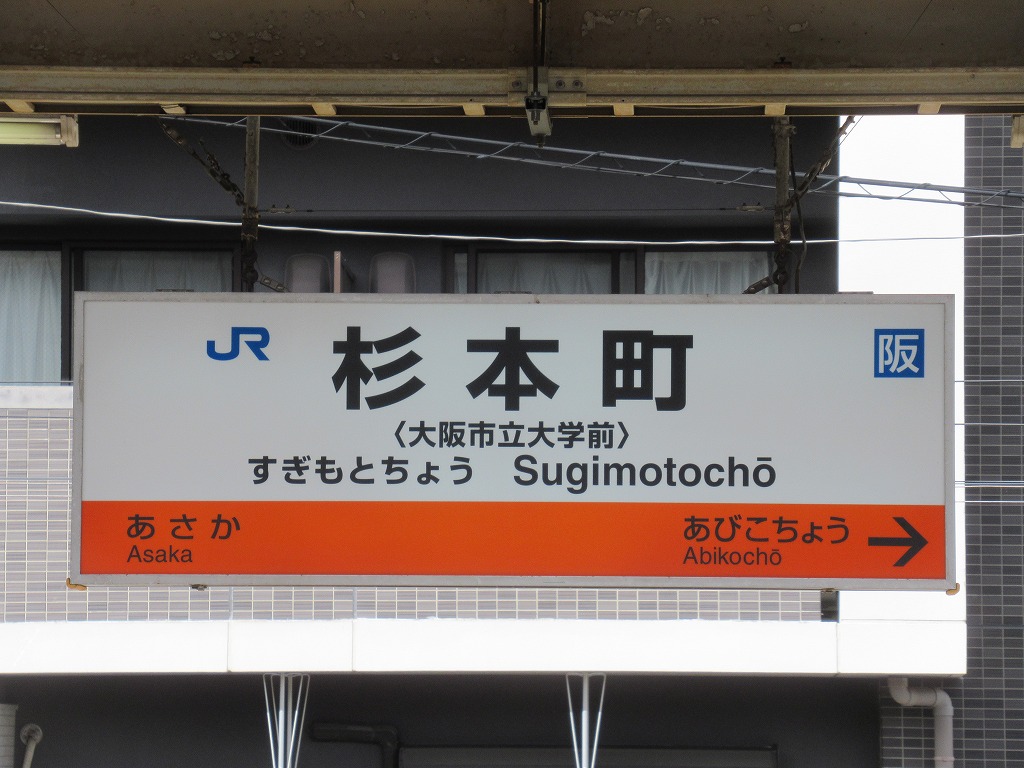 JR 杉本町 阪
〈大阪市立大学前〉
すぎもとちょう Sugimotochō
あさか あびこちょう →
Asaka Abikochō